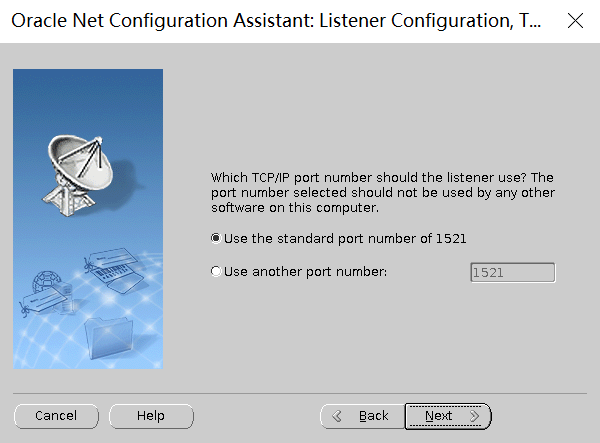 Oracle Net Configuration Assistant: Listener Configuration, T...
Which TCP/IP port number should the listener use? The
port number selected should not be used by any other
software on this computer.
Use the standard port number of 1521
Use another port number:
1521
Cancel
Help
Back
Next